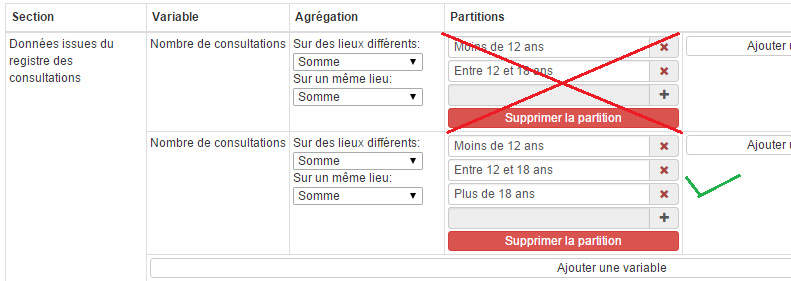 Section Variable Agrégation Partitions
Données issues du
registre des
consultations
Nombre de consultations
Sur des lieux différents:
Somme
Sur un même lieu:
Somme
Moins de 12 ans
Entre 12 et 18 ans
Supprimer la partition
Ajouter u
Nombre de consultations
Sur des lieux différents:
Somme
Sur un même lieu:
Somme
Moins de 12 ans
Entre 12 et 18 ans
Plus de 18 ans
Supprimer la partition
Ajouter u
Ajouter une variable